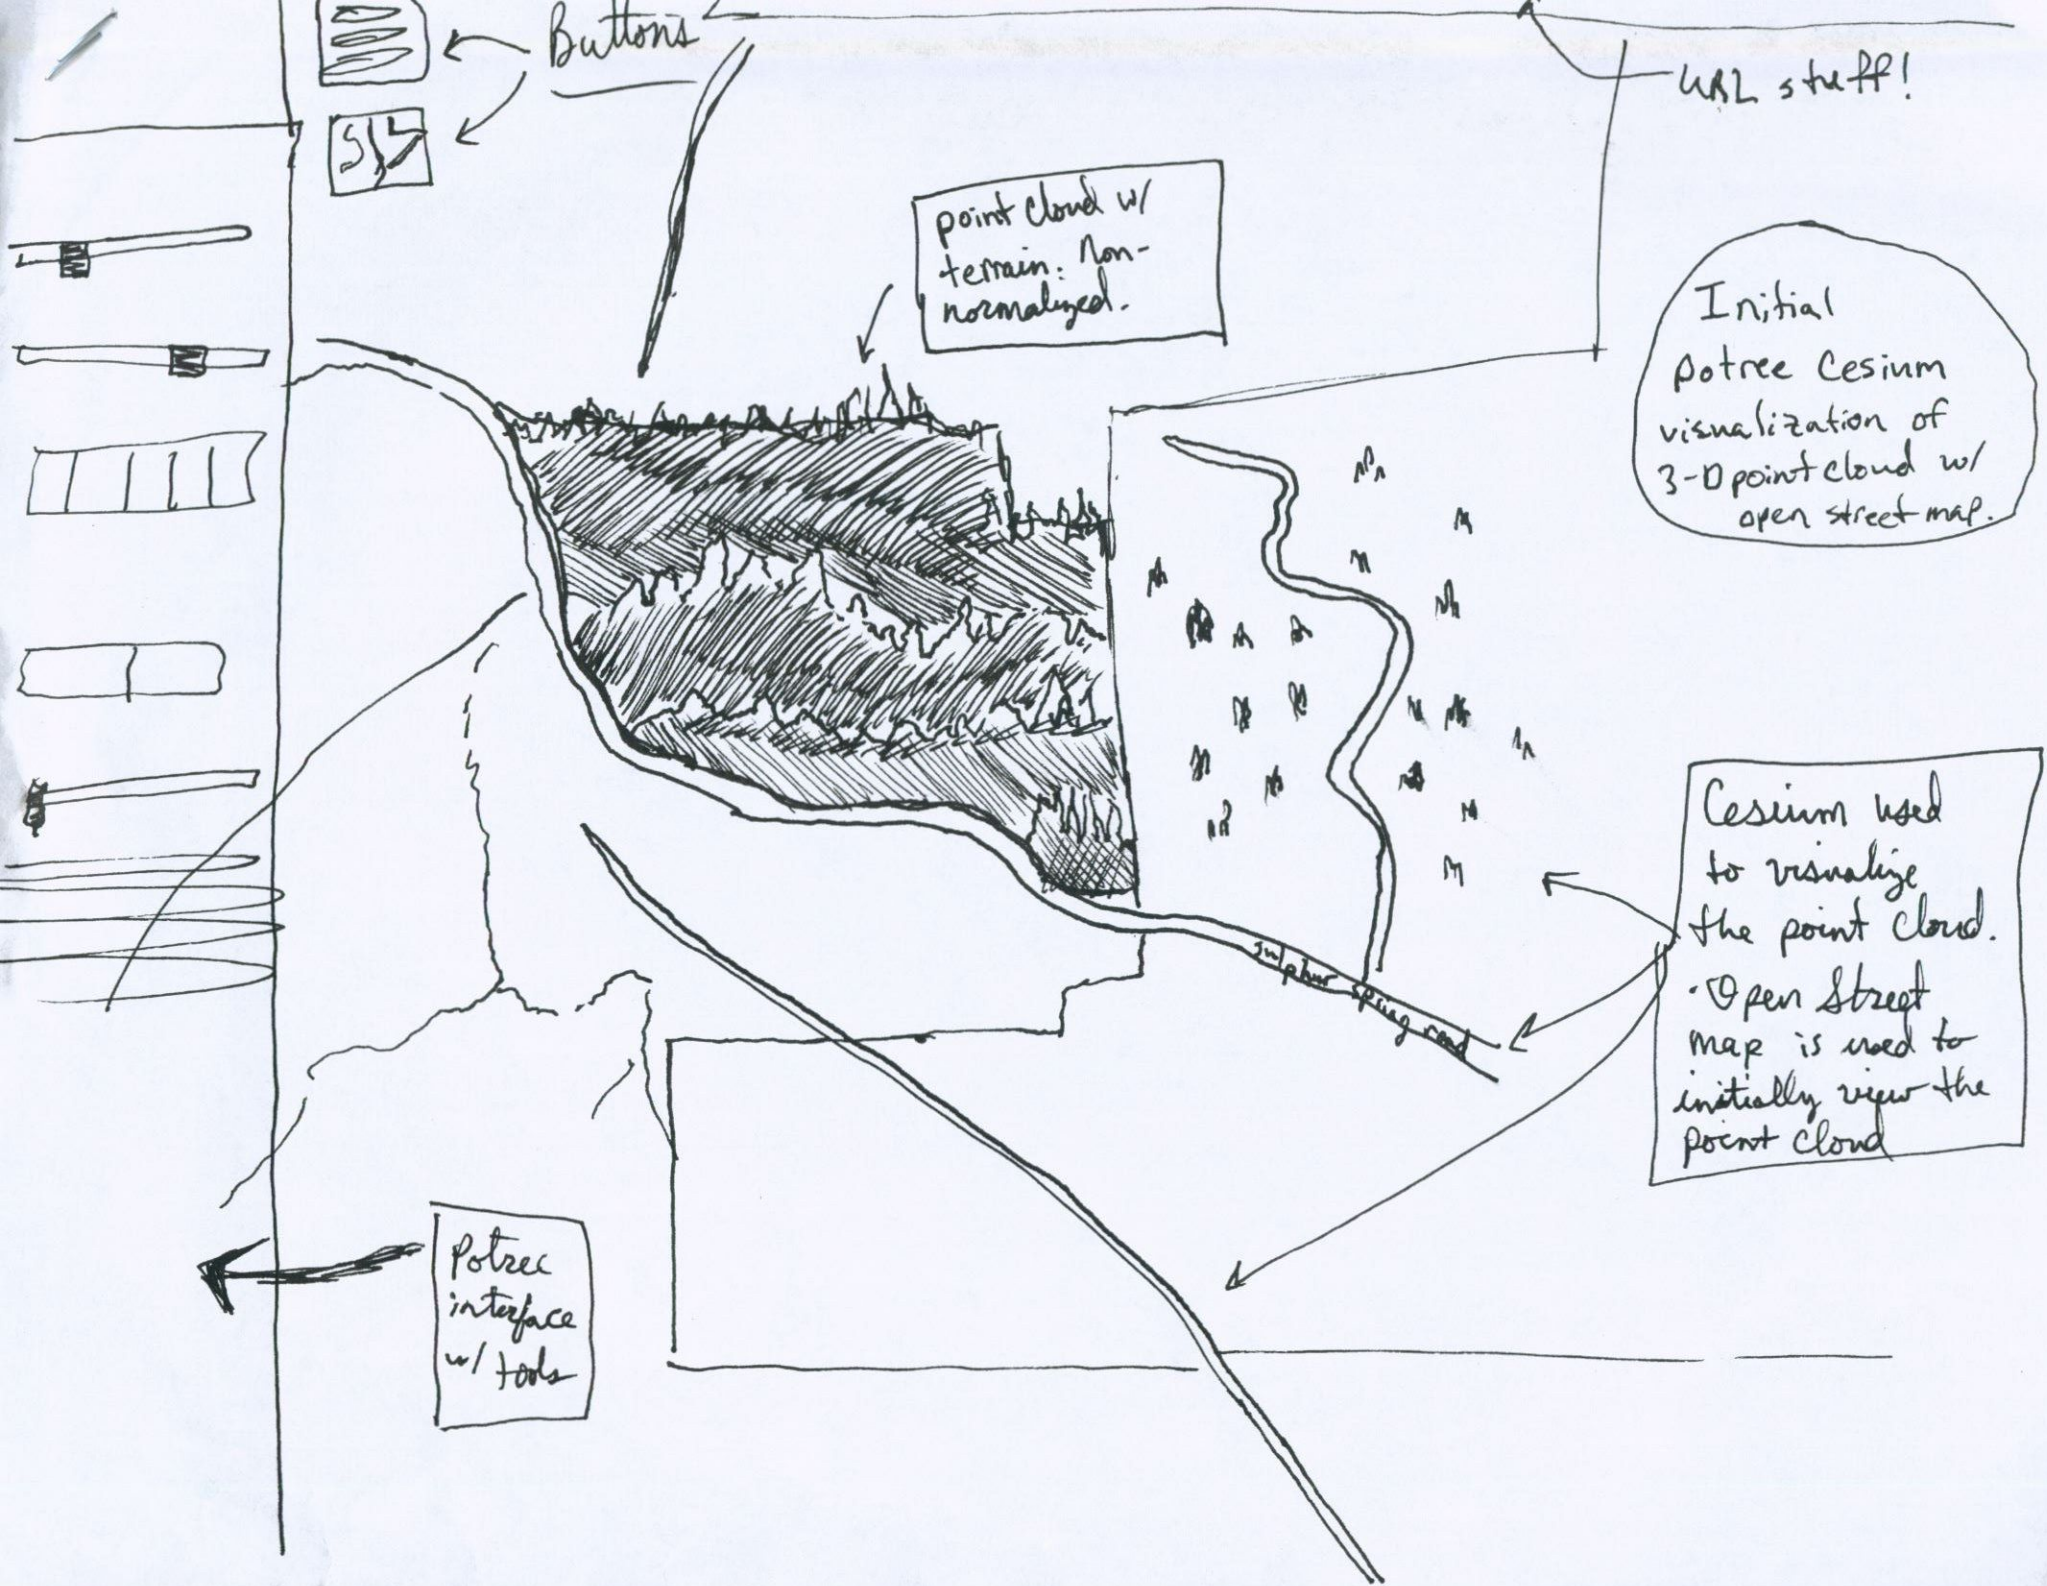 Buttons
URL stuff!
point cloud w/
terrain: Non-
normalized.
Initial
potree Cesium
visualization of
3-D point cloud w/
open street map.
Cesium used
to visualize
the point cloud.
· Open Street
map is used to
initially view the
point cloud
sulphur spring road
Potree
interface
w/ tools